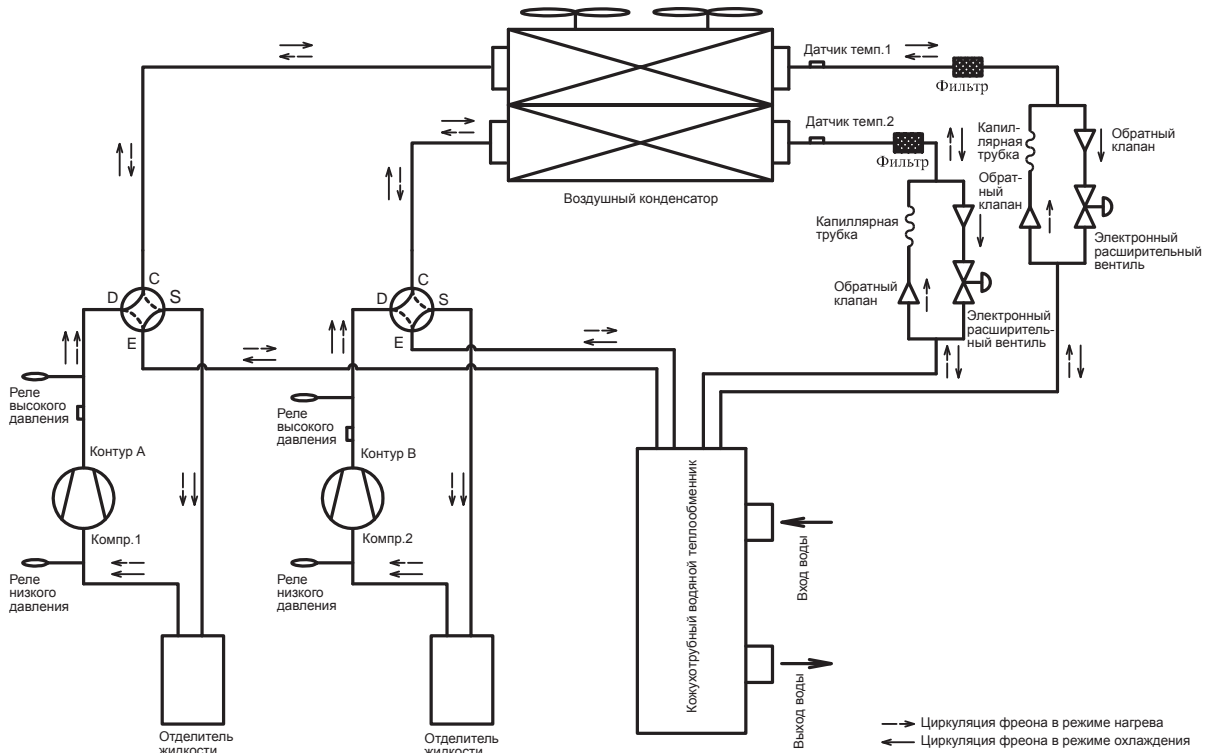 Датчик темп.1
Фильтр
Датчик темп.2
Фильтр
Капил-
лярная
трубка
Обратный
клапан
Обрат-
ный
клапан
Воздушный конденсатор
Капиллярная
трубка
Электронный
расширительный
вентиль
Обратный
клапан
Электронный
расширитель-
ный вентиль
C
D
S
E
C
D
S
E
Реле
высокого
давления
Реле
высокого
давления
Контур A
Контур B
Компр.1
Компр.2
Реле
низкого
давления
Реле
низкого
давления
Кожухотрубный водяной теплообменник
Вход воды
Выход воды
Отделитель
жидкости
Отделитель
жидкости
Циркуляция фреона в режиме нагрева
Циркуляция фреона в режиме охлаждения